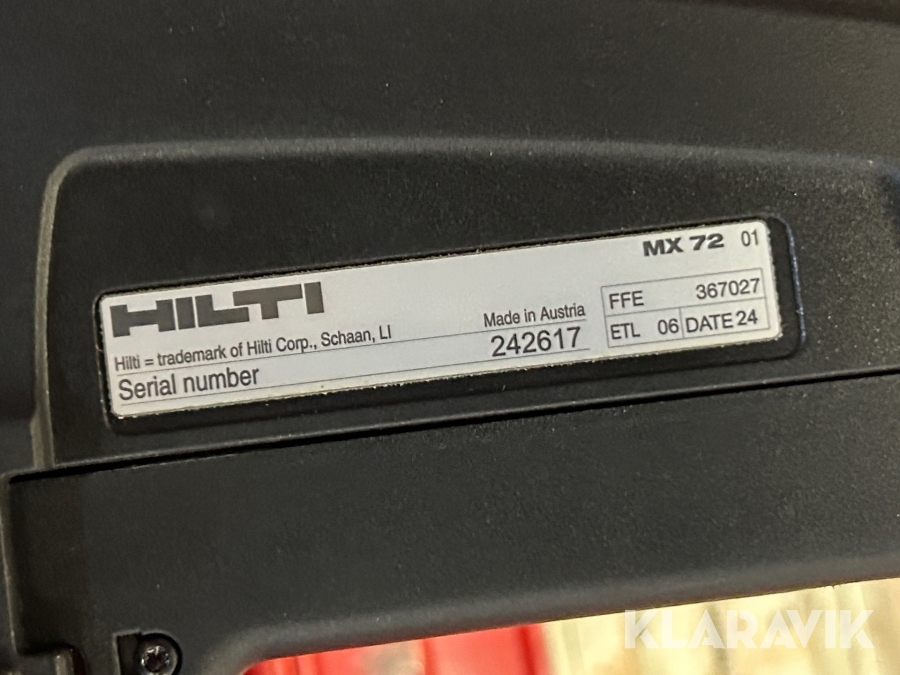 MX 72 01
HILTI
Hilti = trademark of Hilti Corp., Schaan, LI
Made in Austria
Serial number 242617
FFE 367027
ETL 06 DATE 24
KLARAVIK